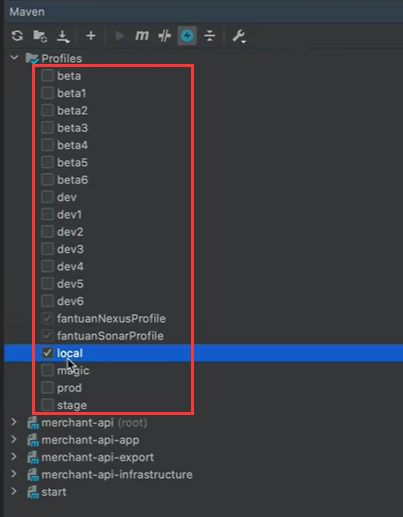 Maven
m
Profiles
beta
beta1
beta2
beta3
beta4
beta5
beta6
dev
dev1
dev2
dev3
dev4
dev5
dev6
fantuanNexusProfile
fantuanSonarProfile
local
magic
prod
stage
merchant-api (root)
merchant-api-app
merchant-api-export
merchant-api-infrastructure
start